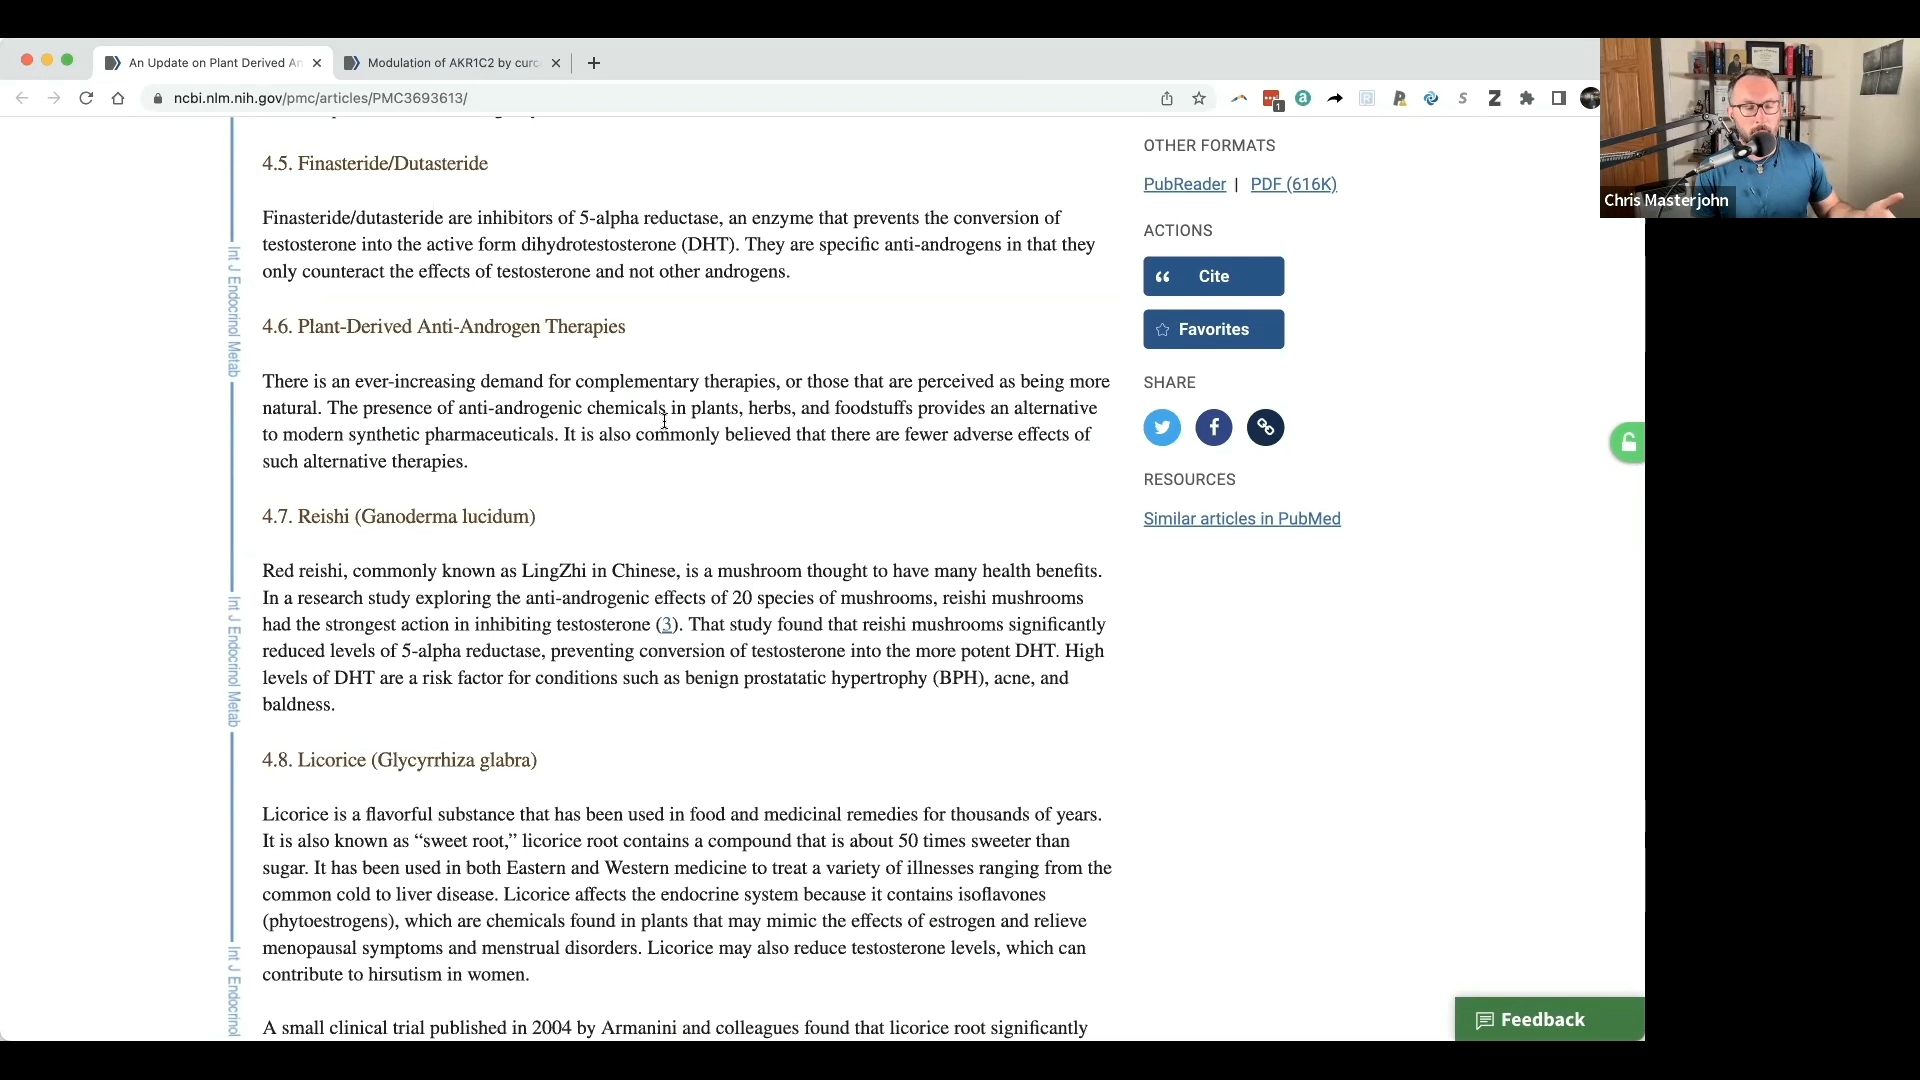 An Update on Plant Derived An
Modulation of AKR1C2 by curc
ncbi.nlm.nih.gov/pmc/articles/PMC3693613/
Chris Masterjohn
4.5. Finasteride/Dutasteride
Finasteride/dutasteride are inhibitors of 5-alpha reductase, an enzyme that prevents the conversion of
testosterone into the active form dihydrotestosterone (DHT). They are specific anti-androgens in that they
only counteract the effects of testosterone and not other androgens.
4.6. Plant-Derived Anti-Androgen Therapies
There is an ever-increasing demand for complementary therapies, or those that are perceived as being more
natural. The presence of anti-androgenic chemicals in plants, herbs, and foodstuffs provides an alternative
to modern synthetic pharmaceuticals. It is also commonly believed that there are fewer adverse effects of
such alternative therapies.
4.7. Reishi (Ganoderma lucidum)
Red reishi, commonly known as LingZhi in Chinese, is a mushroom thought to have many health benefits.
In a research study exploring the anti-androgenic effects of 20 species of mushrooms, reishi mushrooms
had the strongest action in inhibiting testosterone (3). That study found that reishi mushrooms significantly
reduced levels of 5-alpha reductase, preventing conversion of testosterone into the more potent DHT. High
levels of DHT are a risk factor for conditions such as benign prostatatic hypertrophy (BPH), acne, and
baldness.
4.8. Licorice (Glycyrrhiza glabra)
Licorice is a flavorful substance that has been used in food and medicinal remedies for thousands of years.
It is also known as “sweet root,” licorice root contains a compound that is about 50 times sweeter than
sugar. It has been used in both Eastern and Western medicine to treat a variety of illnesses ranging from the
common cold to liver disease. Licorice affects the endocrine system because it contains isoflavones
(phytoestrogens), which are chemicals found in plants that may mimic the effects of estrogen and relieve
menopausal symptoms and menstrual disorders. Licorice may also reduce testosterone levels, which can
contribute to hirsutism in women.
A small clinical trial published in 2004 by Armanini and colleagues found that licorice root significantly
Int J Endocrinol Metab
Int J Endocrinol Metab
Int J Endocrinol
OTHER FORMATS
PubReader | PDF (616K)
ACTIONS
Cite
Favorites
SHARE
RESOURCES
Similar articles in PubMed
Feedback